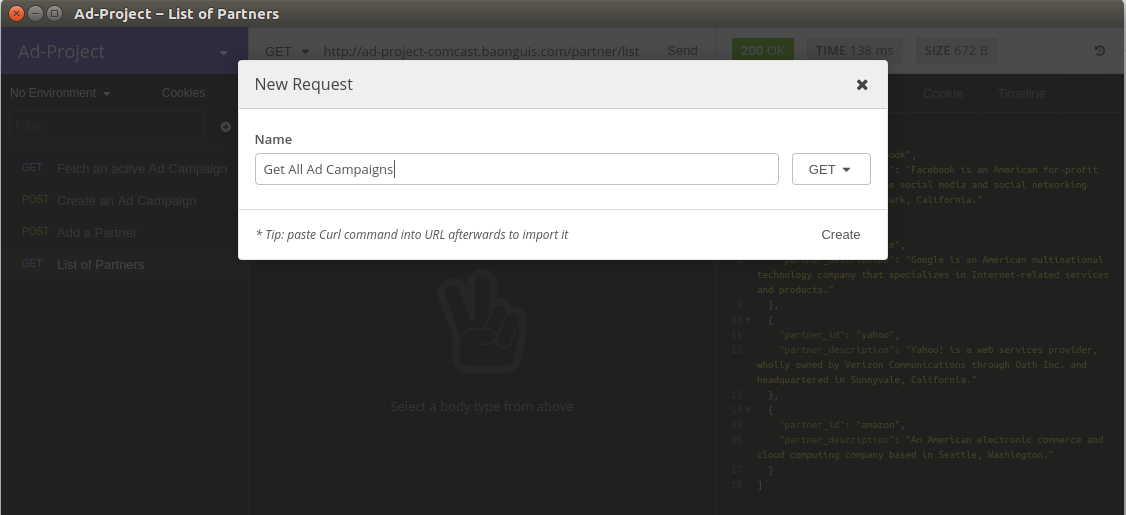 Ad-Project – List of Partners
Ad-Project
GET http://ad-project-comcast.baonguis.com/partner/list Send
200 OK TIME 138 ms SIZE 672 B
No Environment Cookies
Filter
GET Fetch an active Ad Campaign
POST Create an Ad Campaign
POST Add a Partner
GET List of Partners
New Request
Name
Get All Ad Campaigns
GET
* Tip: paste Curl command into URL afterwards to import it
Create
Select a body type from above
Cookie Timeline
ook",
": "Facebook is an American for-profit
e social media and social networking
ark, California."
e",
"partner_description": "Google is an American multinational
technology company that specializes in Internet-related services
and products."
9 },
10 {
11 "partner_id": "yahoo",
12 "partner_description": "Yahoo! is a web services provider,
wholly owned by Verizon Communications through Oath Inc. and
headquartered in Sunnyvale, California."
13 },
14 {
15 "partner_id": "amazon",
16 "partner_description": "An American electronic commerce and
cloud computing company based in Seattle, Washington."
17 }
18 ]